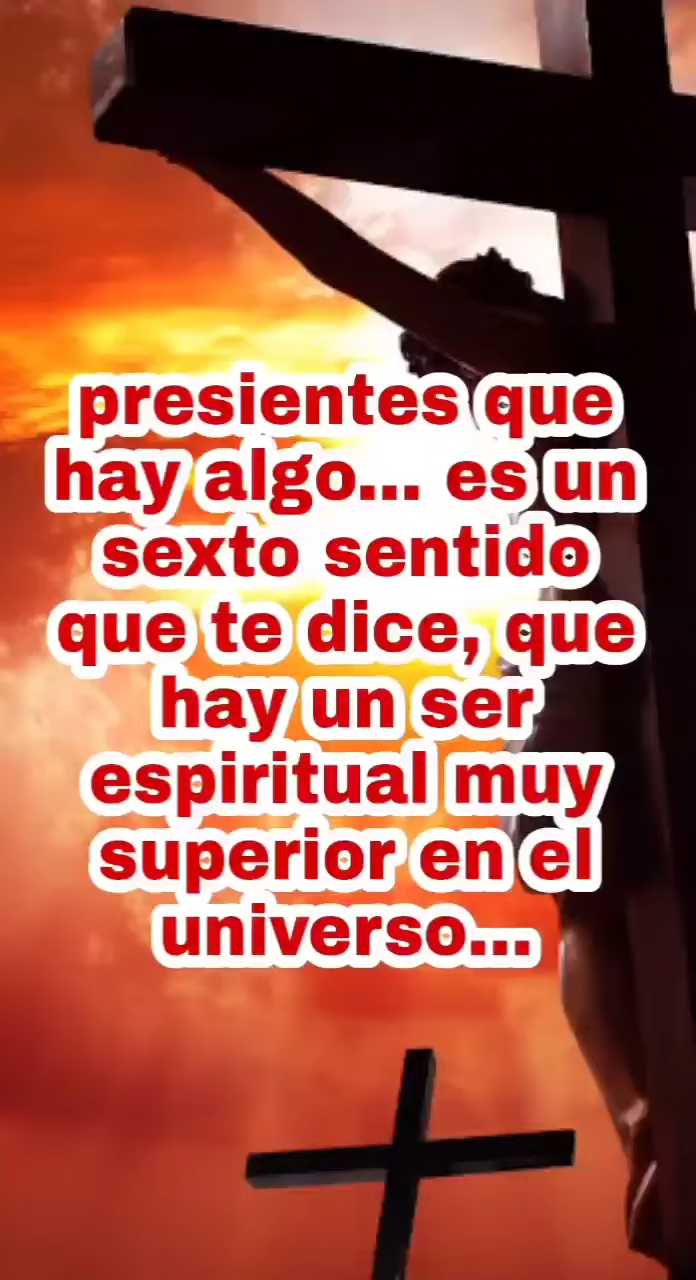 presientes que
hay algo... es un
sexto sentido
que te dice, que
hay un ser
espiritual muy
superior en el
universo...